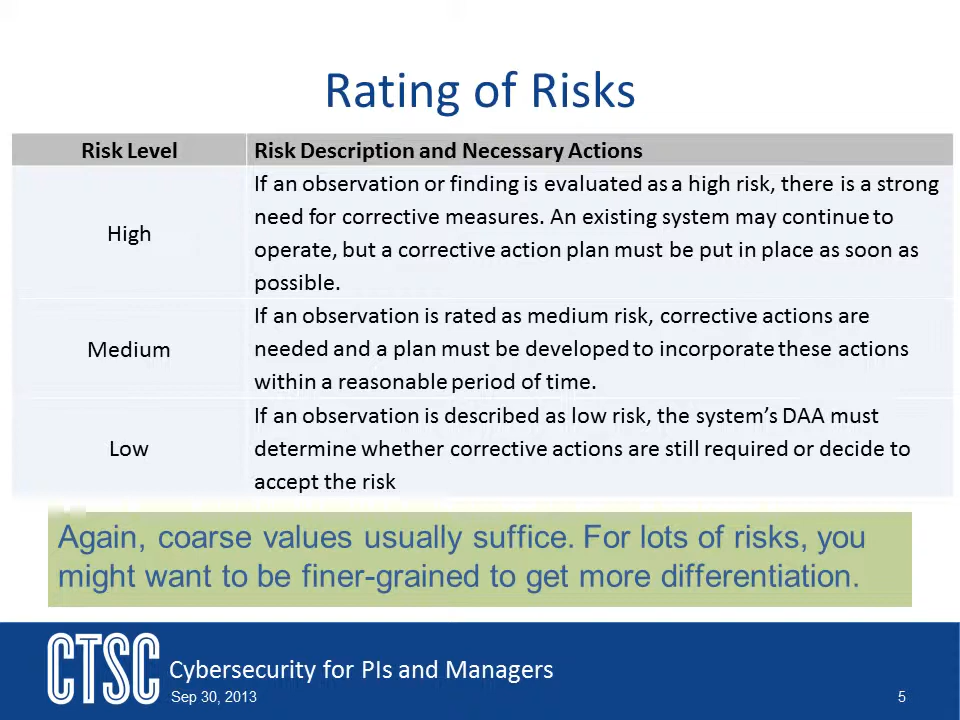 Rating of Risks
Risk Level
Risk Description and Necessary Actions
High
If an observation or finding is evaluated as a high risk, there is a strong
need for corrective measures. An existing system may continue to
operate, but a corrective action plan must be put in place as soon as
possible.
Medium
If an observation is rated as medium risk, corrective actions are
needed and a plan must be developed to incorporate these actions
within a reasonable period of time.
Low
If an observation is described as low risk, the system’s DAA must
determine whether corrective actions are still required or decide to
accept the risk
Again, coarse values usually suffice. For lots of risks, you
might want to be finer-grained to get more differentiation.
CTSC
Cybersecurity for PIs and Managers
Sep 30, 2013
5